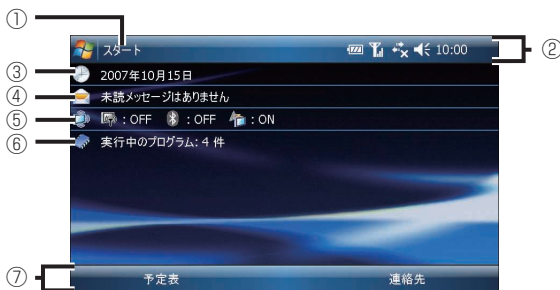 ①
スタート 10:00 ②
③ 2007年10月15日
④ 未読メッセージはありません
⑤ : OFF : OFF : ON
⑥ 実行中のプログラム: 4 件
⑦ 予定表 連絡先